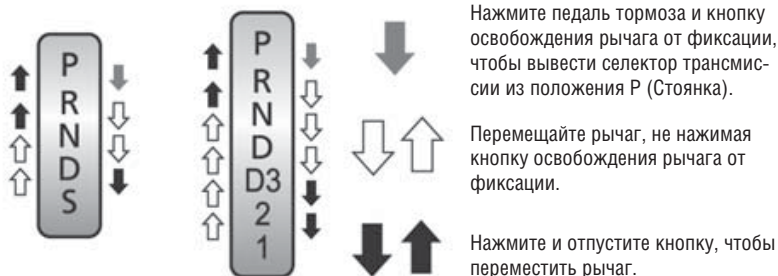 P
R
N
D
S
P
R
N
D
D3
2
1
Нажмите педаль тормоза и кнопку
освобождения рычага от фиксации,
чтобы вывести селектор трансмис-
сии из положения Р (Стоянка).
Перемещайте рычаг, не нажимая
кнопку освобождения рычага от
фиксации.
Нажмите и отпустите кнопку, чтобы
переместить рычаг.